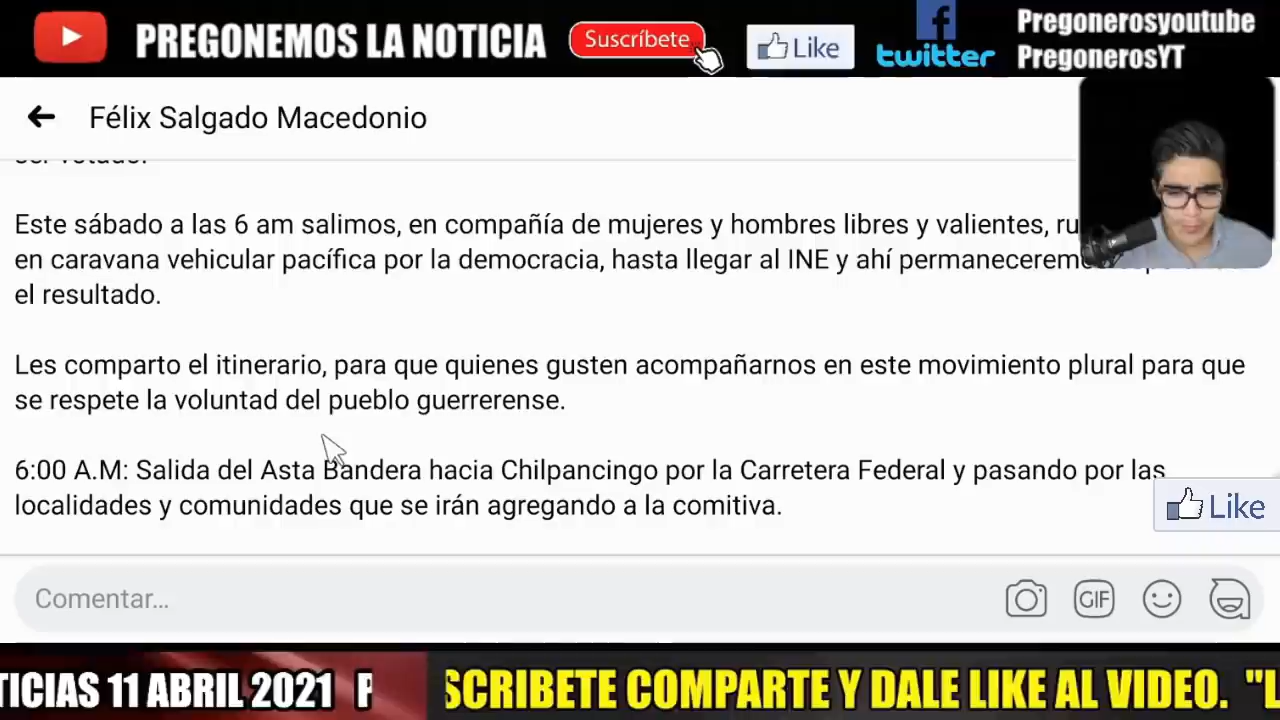 PREGONEMOS LA NOTICIA
Suscríbete
Like
twitter
Pregonerosyoutube
PregonerosYT
Félix Salgado Macedonio
ser votado.
Este sábado a las 6 am salimos, en compañía de mujeres y hombres libres y valientes,
en caravana vehicular pacífica por la democracia, hasta llegar al INE y ahí
el resultado.
Les comparto el itinerario, para que quienes gusten acompañarnos en este movimiento plural para que
se respete la voluntad del pueblo guerrerense.
6:00 A.M: Salida del Asta Bandera hacia Chilpancingo por la Carretera Federal y pasando por las
localidades y comunidades que se irán agregando a la comitiva.
Like
Comentar...
GIF
TICIAS 11 ABRIL 2021 P
SCRIBETE COMPARTE Y DALE LIKE AL VIDEO. "L